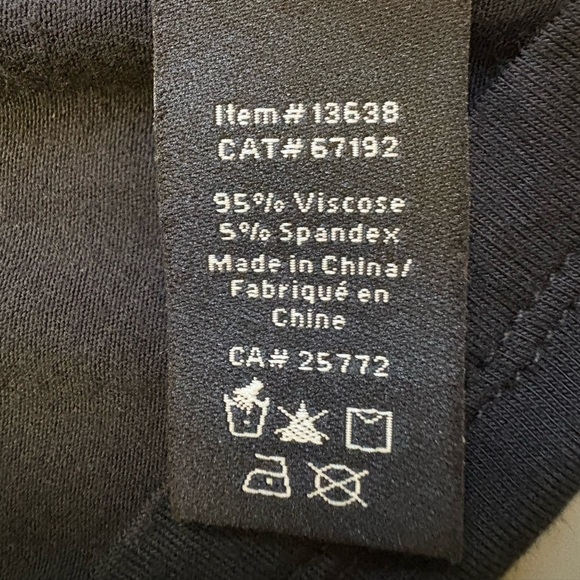 Item# 13638
CAT# 67192
95% Viscose
5% Spandex
Made in China/
Fabriqué en
Chine
CA# 25772